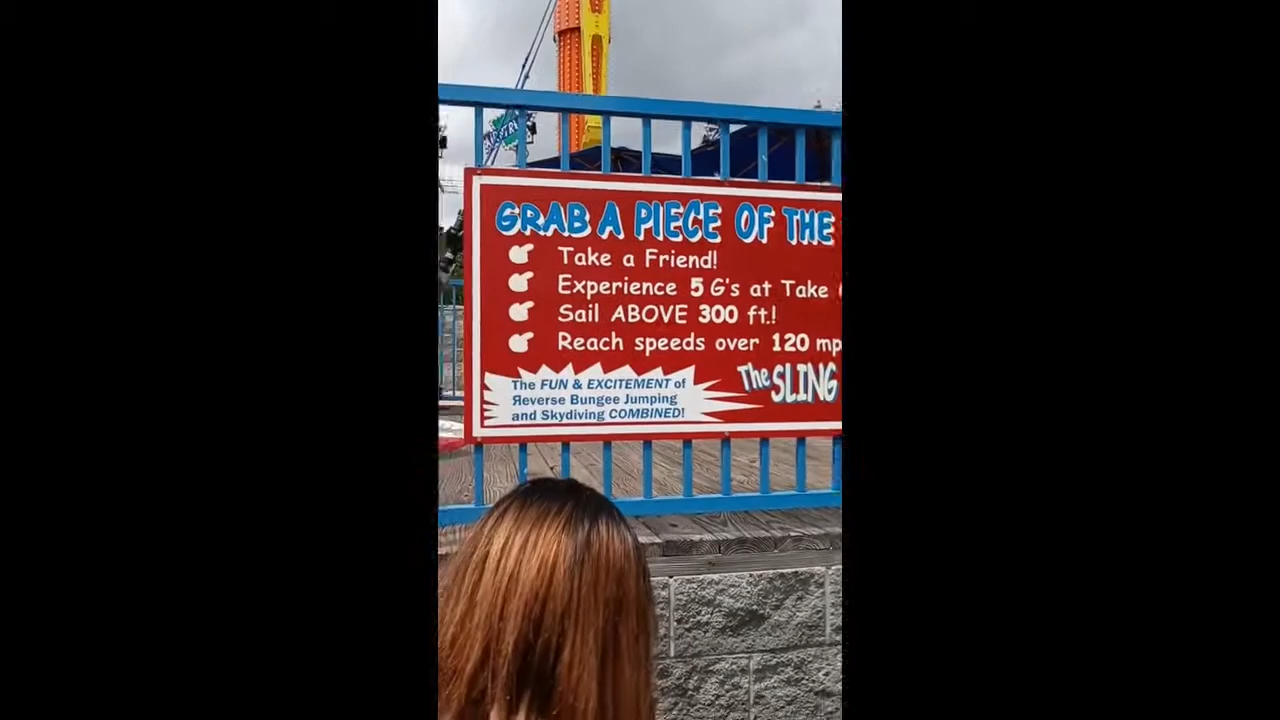 GRAB A PIECE OF THE
Take a Friend!
Experience 5 G's at Take
Sail ABOVE 300 ft.!
Reach speeds over 120 mp
The FUN & EXCITEMENT of
Reverse Bungee Jumping
and Skydiving COMBINED!
The SLING